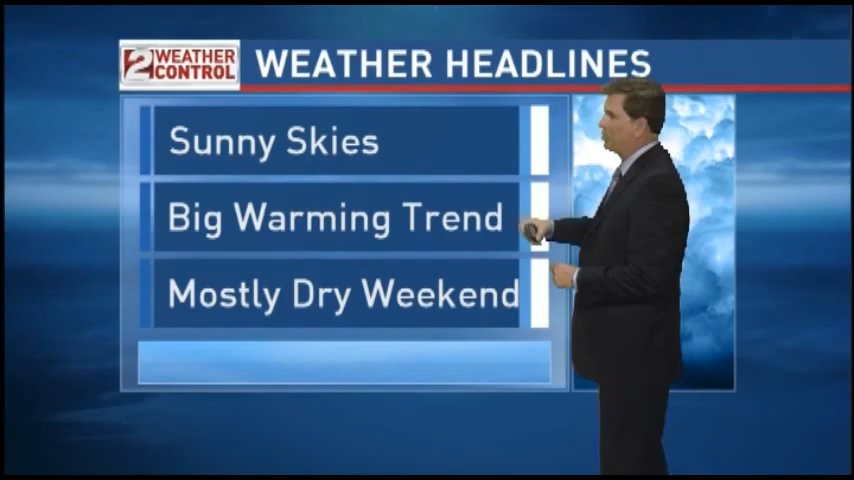 2 WEATHER
CONTROL
WEATHER HEADLINES
Sunny Skies
Big Warming Trend
Mostly Dry Weekend